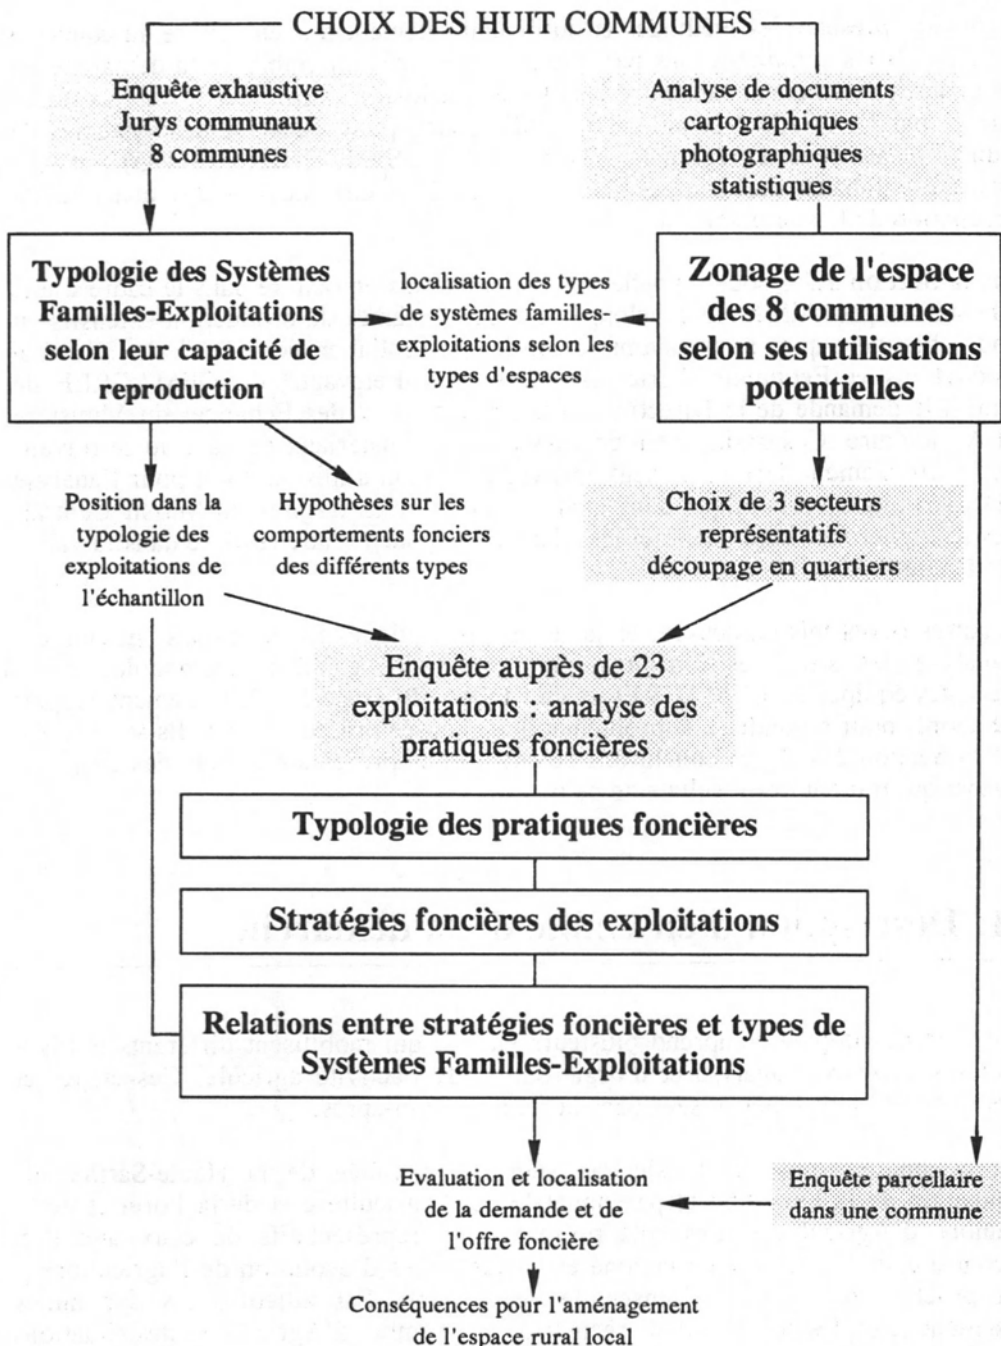 CHOIX DES HUIT COMMUNES
Enquête exhaustive
Jurys communaux
8 communes
Analyse de documents
cartographiques
photographiques
statistiques
Typologie des Systèmes
Familles-Exploitations
selon leur capacité de
reproduction
localisation des types
de systèmes familles-
exploitations selon les
types d'espaces
Zonage de l'espace
des 8 communes
selon ses utilisations
potentielles
Position dans la
typologie des
exploitations de
l'échantillon
Hypothèses sur les
comportements fonciers
des différents types
Choix de 3 secteurs
représentatifs
découpage en quartiers
Enquête auprès de 23
exploitations : analyse des
pratiques foncières
Typologie des pratiques foncières
Stratégies foncières des exploitations
Relations entre stratégies foncières et types de
Systèmes Familles-Exploitations
Evaluation et localisation
de la demande et de
l'offre foncière
Enquête parcellaire
dans une commune
Conséquences pour l'aménagement
de l'espace rural local